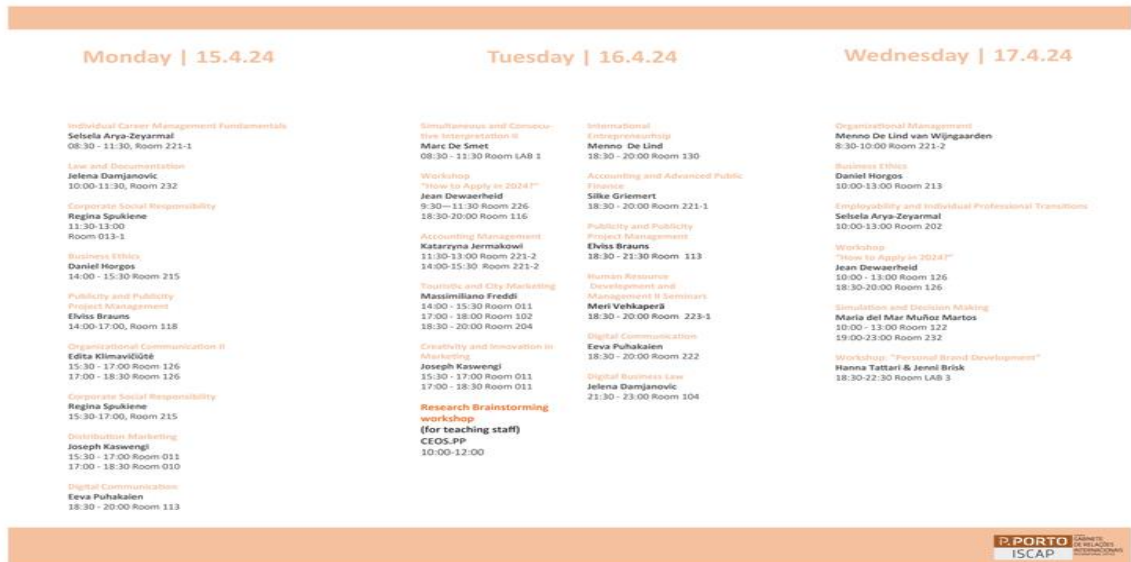 Monday | 15.4.24
Individual Career Management Fundamentals
Selsela Arya-Zeyarmal
08:30 - 11:30, Room 221-1
Law and Documentation
Jelena Damjanovic
10:00-11:30, Room 232
Corporate Social Responsibility
Regina Spukiene
11:30-13:00
Room 013-1
Business Ethics
Daniel Horgos
14:00 - 15:30 Room 215
Publicity and Publicity
Project Management
Elviss Brauns
14:00-17:00, Room 118
Organizational Communication II
Edita Klimavičiūtė
15:30 - 17:00 Room 126
17:00 - 18:30 Room 126
Corporate Social Responsibility
Regina Spukiene
15:30-17:00, Room 215
Distribution Marketing
Joseph Kaswengi
15:30 - 17:00 Room 011
17:00 - 18:30 Room 010
Digital Communication
Eeva Puhakaien
18:30 - 20:00 Room 113
Tuesday | 16.4.24
Simultaneous and Consecu-
tive Interpretation II
Marc De Smet
08:30 - 11:30 Room LAB 1
Workshop
"How to Apply in 2024?"
Jean Dewaerheid
9:30—11:30 Room 226
18:30-20:00 Room 116
Accounting Management
Katarzyna Jermakowi
11:30-13:00 Room 221-2
14:00-15:30 Room 221-2
Touristic and City Marketing
Massimiliano Freddi
14:00 - 15:30 Room 011
17:00 - 18:00 Room 102
18:30 - 20:00 Room 204
Creativity and Innovation in
Marketing
Joseph Kaswengi
15:30 - 17:00 Room 011
17:00 - 18:30 Room 011
Research Brainstorming
workshop
(for teaching staff)
CEOS.PP
10:00-12:00
International
Entrepreneurhsip
Menno De Lind
18:30 - 20:00 Room 130
Accounting and Advanced Public
Finance
Silke Griemert
18:30 - 20:00 Room 221-1
Publicity and Publicity
Project Management
Elviss Brauns
18:30 - 21:30 Room 113
Human Resource
Development and
Management II Seminars
Meri Vehkaperä
18:30 - 20:00 Room 223-1
Digital Communication
Eeva Puhakaien
18:30 - 20:00 Room 222
Digital Business Law
Jelena Damjanovic
21:30 - 23:00 Room 104
Wednesday | 17.4.24
Organizational Management
Menno De Lind van Wijngaarden
8:30-10:00 Room 221-2
Business Ethics
Daniel Horgos
10:00-13:00 Room 213
Employability and Individual Professional Transitions
Selsela Arya-Zeyarmal
10:00-13:00 Room 202
Workshop
"How to Apply in 2024?"
Jean Dewaerheid
10:00 - 13:00 Room 126
18:30-20:00 Room 126
Simulation and Decision Making
Maria del Mar Muñoz Martos
10:00 - 13:00 Room 122
19:00-23:00 Room 232
Workshop: "Personal Brand Development"
Hanna Tattari & Jenni Brisk
18:30-22:30 Room LAB 3
P.PORTO
ISCAP
GABINETE
DE RELAÇÕES
INTERNACIONAIS